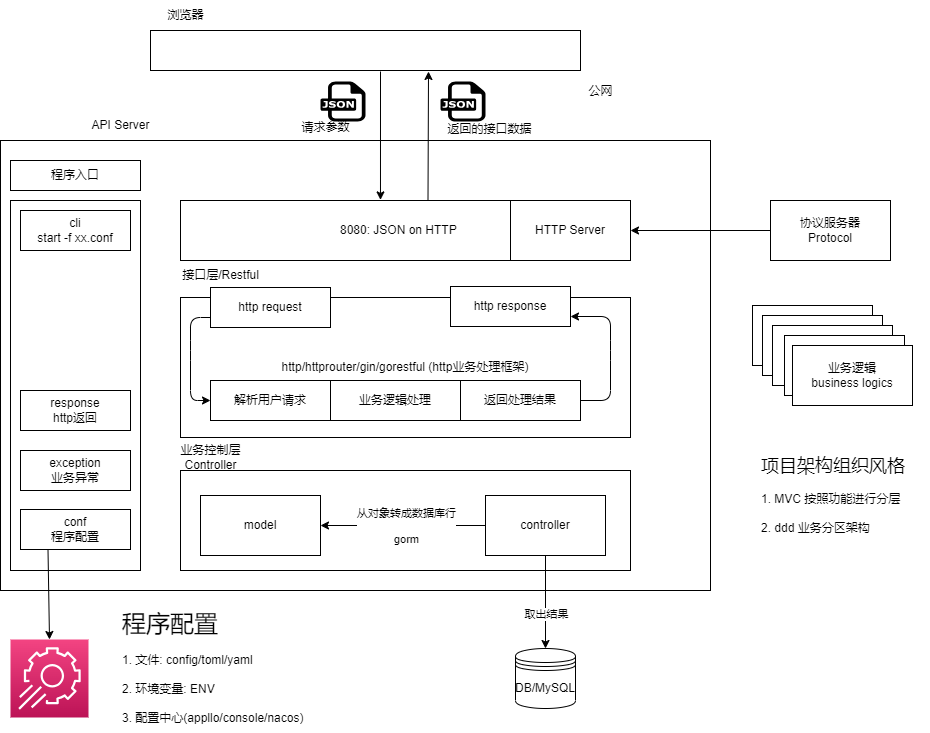 浏览器
公网
JSON
JSON
请求参数
返回的接口数据
API Server
程序入口
cli
start -f xx.conf
8080: JSON on HTTP
HTTP Server
协议服务器
Protocol
接口层/Restful
http request
http response
http/httprouter/gin/gorestful (http业务处理框架)
解析用户请求
业务逻辑处理
返回处理结果
业务逻辑
business logics
response
http返回
exception
业务异常
conf
程序配置
业务控制层
Controller
model
从对象转成数据库行
gorm
controller
项目架构组织风格
1. MVC 按照功能进行分层
2. ddd 业务分区架构
取出结果
DB/MySQL
程序配置
1. 文件: config/toml/yaml
2. 环境变量: ENV
3. 配置中心(appllo/console/nacos)